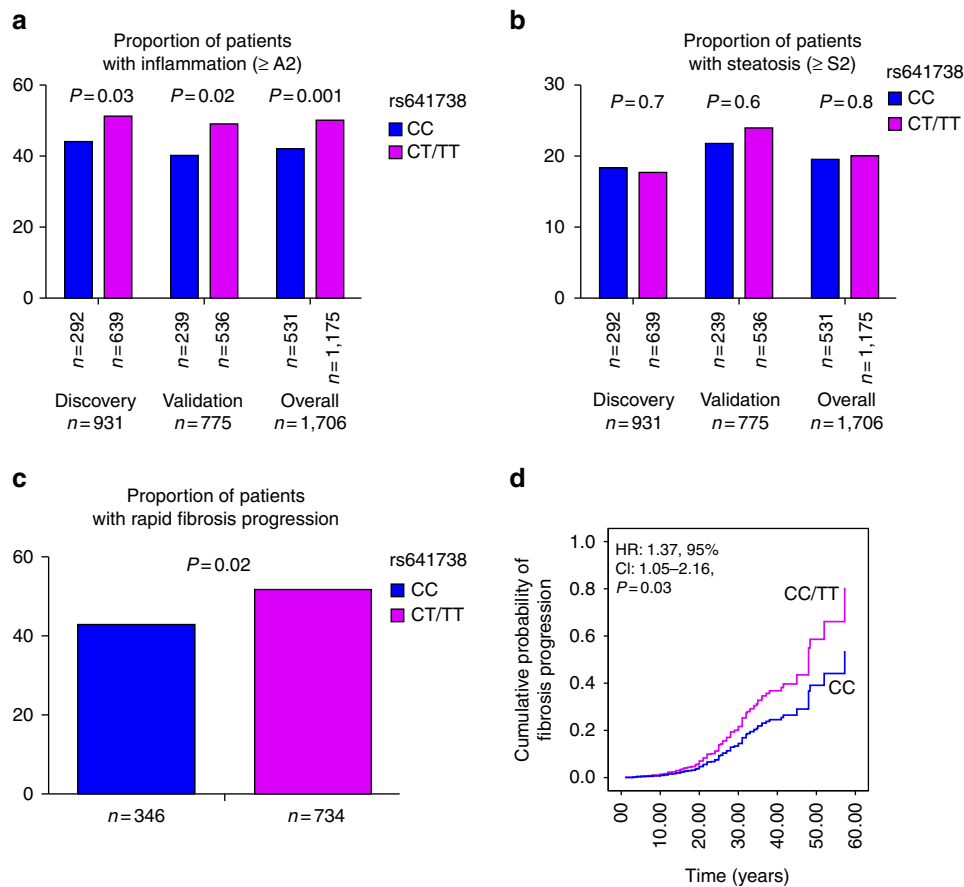 a
Proportion of patients
with inflammation (≥ A2)
60
40
20
0
P=0.03
P=0.02
P=0.001
rs641738
CC
CT/TT
n=292
n=639
n=239
n=536
n=531
n=1,175
Discovery
n=931
Validation
n=775
Overall
n=1,706
b
Proportion of patients
with steatosis (≥ S2)
30
20
10
0
P=0.7
P=0.6
P=0.8
rs641738
CC
CT/TT
n=292
n=639
n=239
n=536
n=531
n=1,175
Discovery
n=931
Validation
n=775
Overall
n=1,706
c
Proportion of patients
with rapid fibrosis progression
60
40
20
0
P=0.02
rs641738
CC
CT/TT
n=346
n=734
d
Cumulative probability of
fibrosis progression
1.0
0.8
0.6
0.4
0.2
0.0
HR: 1.37, 95%
CI: 1.05–2.16,
P=0.03
CC/TT
CC
00
10.00
20.00
30.00
40.00
50.00
60.00
Time (years)